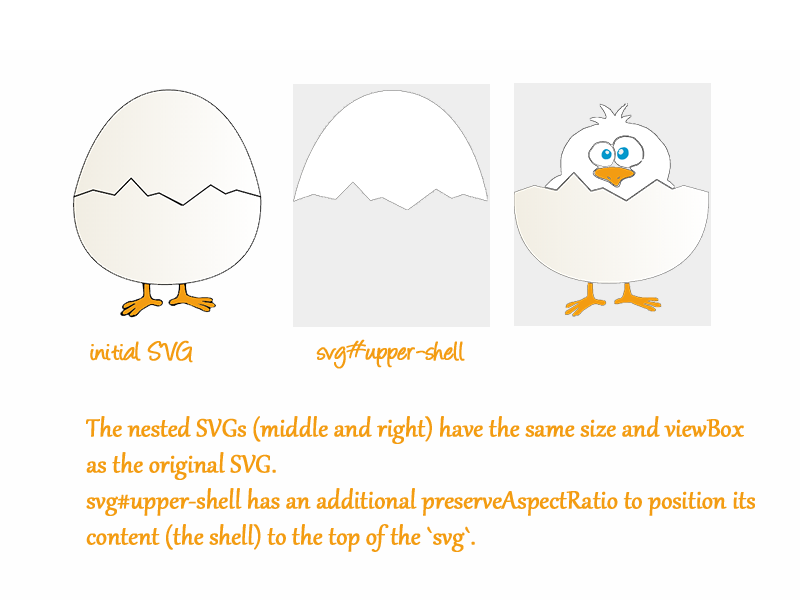 initial SVG
svg#upper-shell
The nested SVGs (middle and right) have the same size and viewBox
as the original SVG.
svg#upper-shell has an additional preserveAspectRatio to position its
content (the shell) to the top of the `svg`.